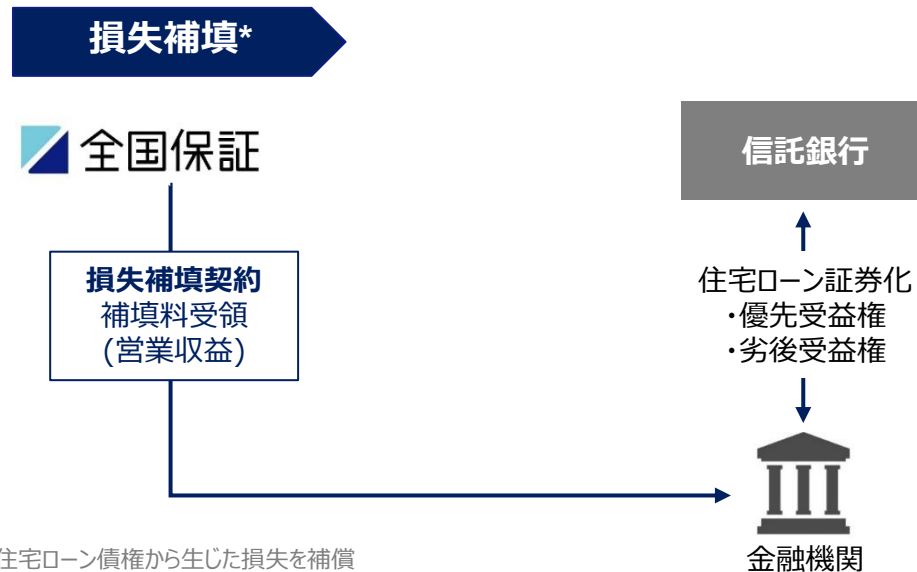 損失補填*
全国保証
損失補填契約
補填料受領
(営業収益)
信託銀行
住宅ローン証券化
・優先受益権
・劣後受益権
金融機関
住宅ローン債権から生じた損失を補償